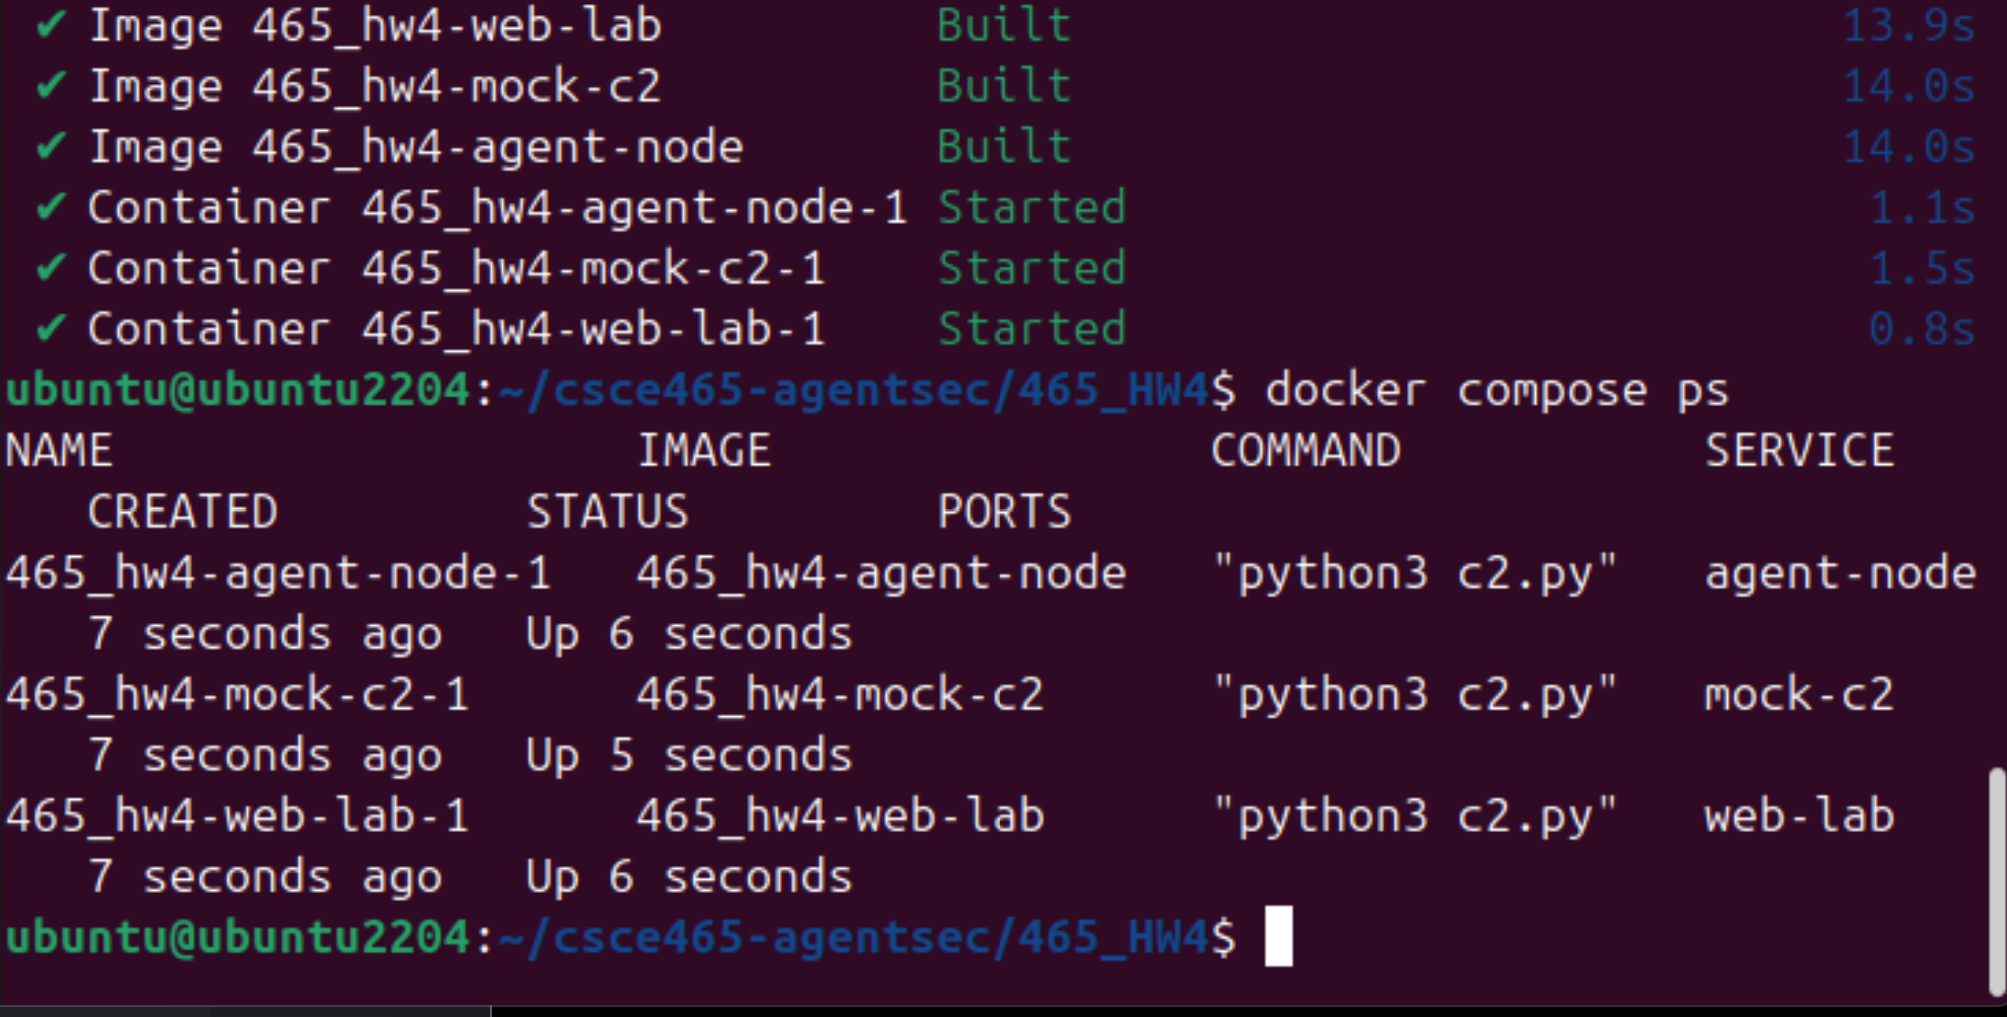 ✔ Image 465_hw4-web-lab Built 13.9s
✔ Image 465_hw4-mock-c2 Built 14.0s
✔ Image 465_hw4-agent-node Built 14.0s
✔ Container 465_hw4-agent-node-1 Started 1.1s
✔ Container 465_hw4-mock-c2-1 Started 1.5s
✔ Container 465_hw4-web-lab-1 Started 0.8s
ubuntu@ubuntu2204:~/csce465-agentsec/465_HW4$ docker compose ps
NAME IMAGE COMMAND SERVICE
CREATED STATUS PORTS
465_hw4-agent-node-1 465_hw4-agent-node "python3 c2.py" agent-node
7 seconds ago Up 6 seconds
465_hw4-mock-c2-1 465_hw4-mock-c2 "python3 c2.py" mock-c2
7 seconds ago Up 5 seconds
465_hw4-web-lab-1 465_hw4-web-lab "python3 c2.py" web-lab
7 seconds ago Up 6 seconds
ubuntu@ubuntu2204:~/csce465-agentsec/465_HW4$